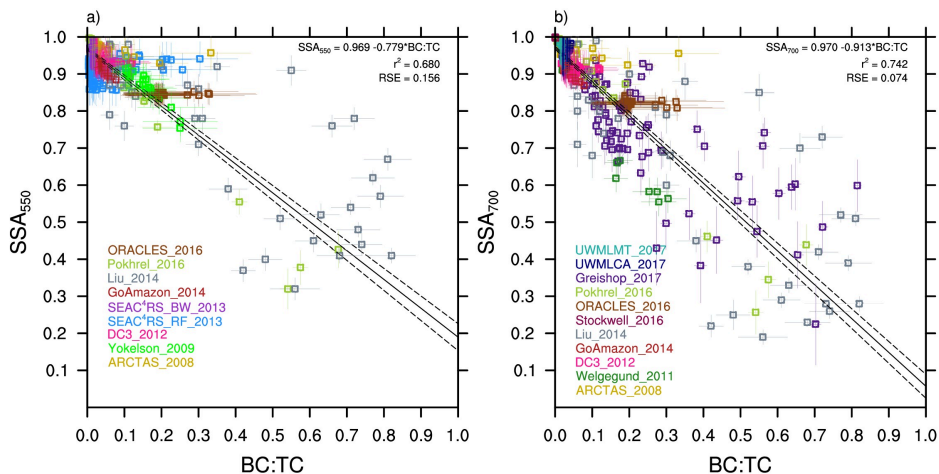 a)
SSA₅₅₀ = 0.969 -0.779*BC:TC
r² = 0.680
RSE = 0.156
1.0
0.9
0.8
0.7
0.6
0.5
0.4
0.3
0.2
0.1
SSA₅₅₀
ORACLES_2016
Pokhrel_2016
Liu_2014
GoAmazon_2014
SEAC⁴RS_BW_2013
SEAC⁴RS_RF_2013
DC3_2012
Yokelson_2009
ARCTAS_2008
0.0 0.1 0.2 0.3 0.4 0.5 0.6 0.7 0.8 0.9 1.0
BC:TC
b)
SSA₇₀₀ = 0.970 -0.913*BC:TC
r² = 0.742
RSE = 0.074
1.0
0.9
0.8
0.7
0.6
0.5
0.4
0.3
0.2
0.1
SSA₇₀₀
UWMLMT_2017
UWMLCA_2017
Greishop_2017
Pokhrel_2016
ORACLES_2016
Stockwell_2016
Liu_2014
GoAmazon_2014
DC3_2012
Welgegund_2011
ARCTAS_2008
0.0 0.1 0.2 0.3 0.4 0.5 0.6 0.7 0.8 0.9 1.0
BC:TC